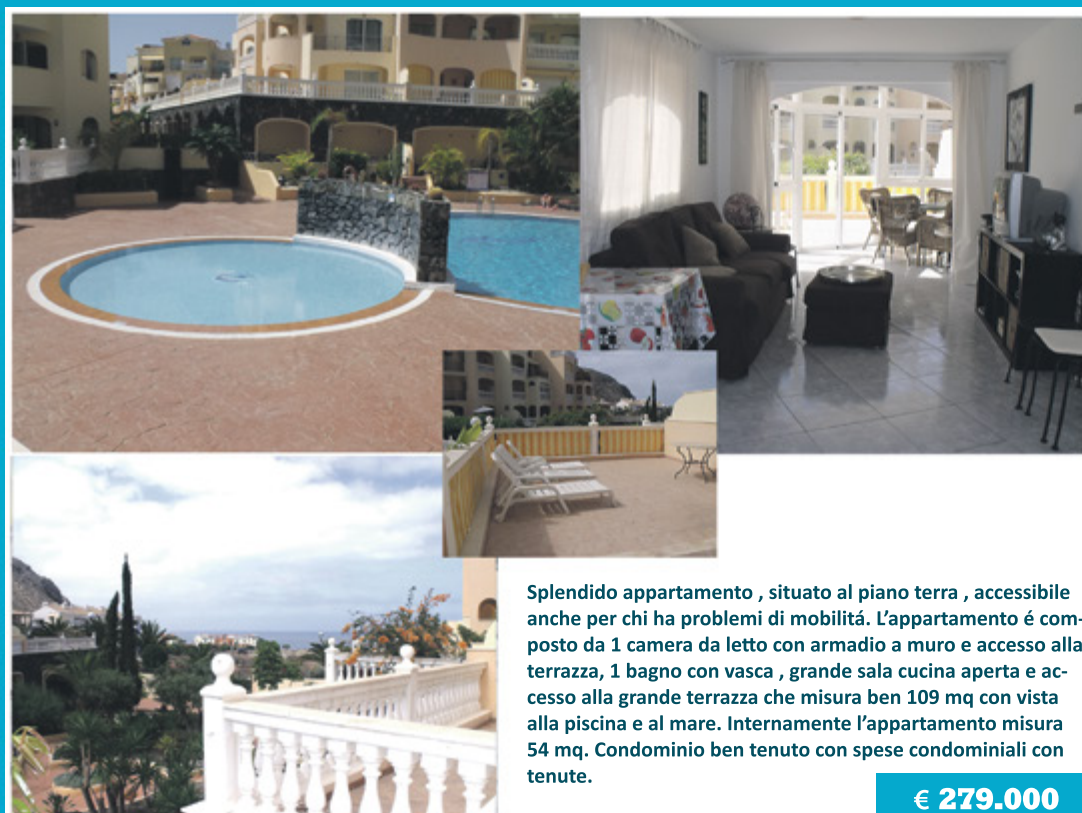 Splendido appartamento , situato al piano terra , accessibile
anche per chi ha problemi di mobilitá. L'appartamento é com-
posto da 1 camera da letto con armadio a muro e accesso alla
terrazza, 1 bagno con vasca , grande sala cucina aperta e ac-
cesso alla grande terrazza che misura ben 109 mq con vista
alla piscina e al mare. Internamente l'appartamento misura
54 mq. Condominio ben tenuto con spese condominiali con
tenute.
€ 279.000